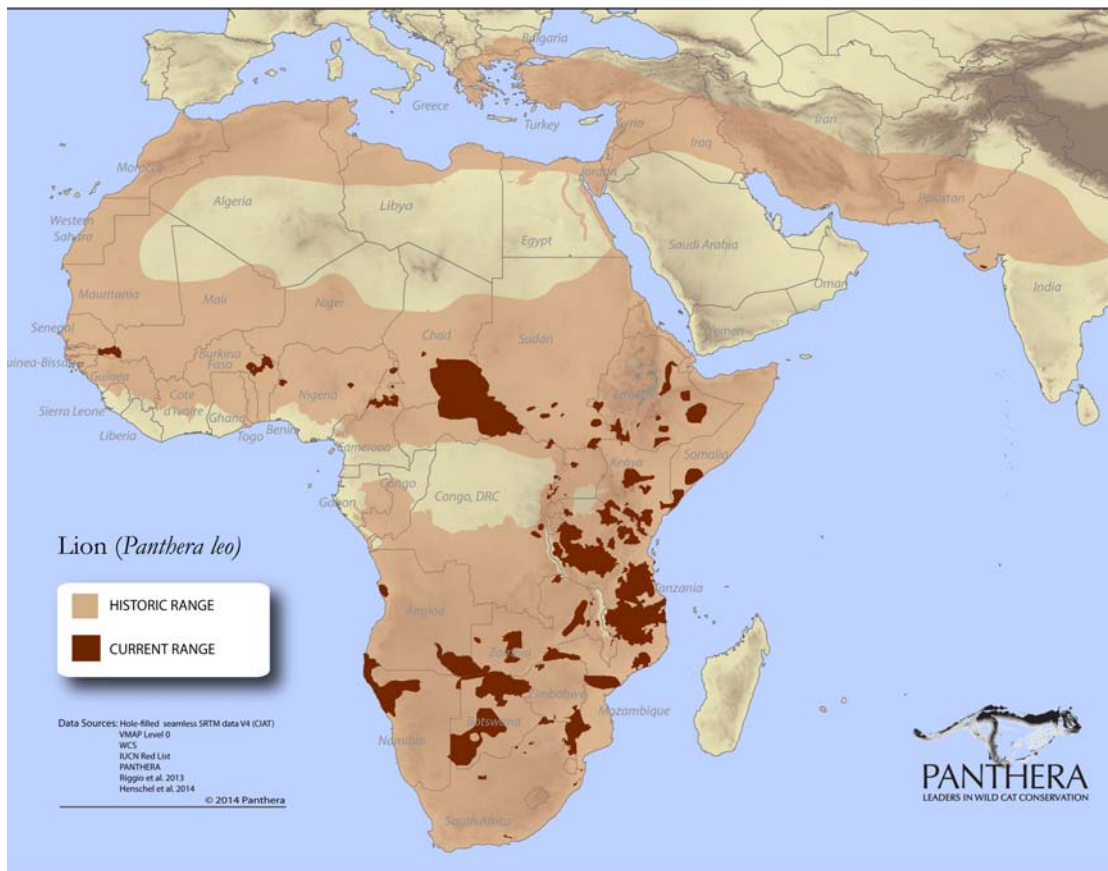 Bulgaria
Greece
Turkey
Syria
Iran
Iraq
Morocco
Jordan
Algeria
Libya
Pakistan
Western
Sahara
Egypt
Saudi Arabia
Oman
India
Mauritania
Mali
Niger
Chad
Sudan
Yemen
Senegal
Guinea-Bissau
Burkina
Faso
Guinea
Nigeria
Ethiopia
Cote
d'Ivoire
Ghana
Sierra Leone
Benin
Togo
Liberia
Cameroon
Somalia
Kenya
Congo
Gabon
Congo, DRC
Lion (Panthera leo)
HISTORIC RANGE
CURRENT RANGE
Tanzania
Angola
Zambia
Zimbabwe
Mozambique
Botswana
Namibia
South Africa
Data Sources: Hole-filled seamless SRTM data V4 (CIAT)
VMAP Level 0
WCS
IUCN Red List
PANTHERA
Riggio et al. 2013
Henschel et al. 2014
© 2014 Panthera
PANTHERA
LEADERS IN WILD CAT CONSERVATION